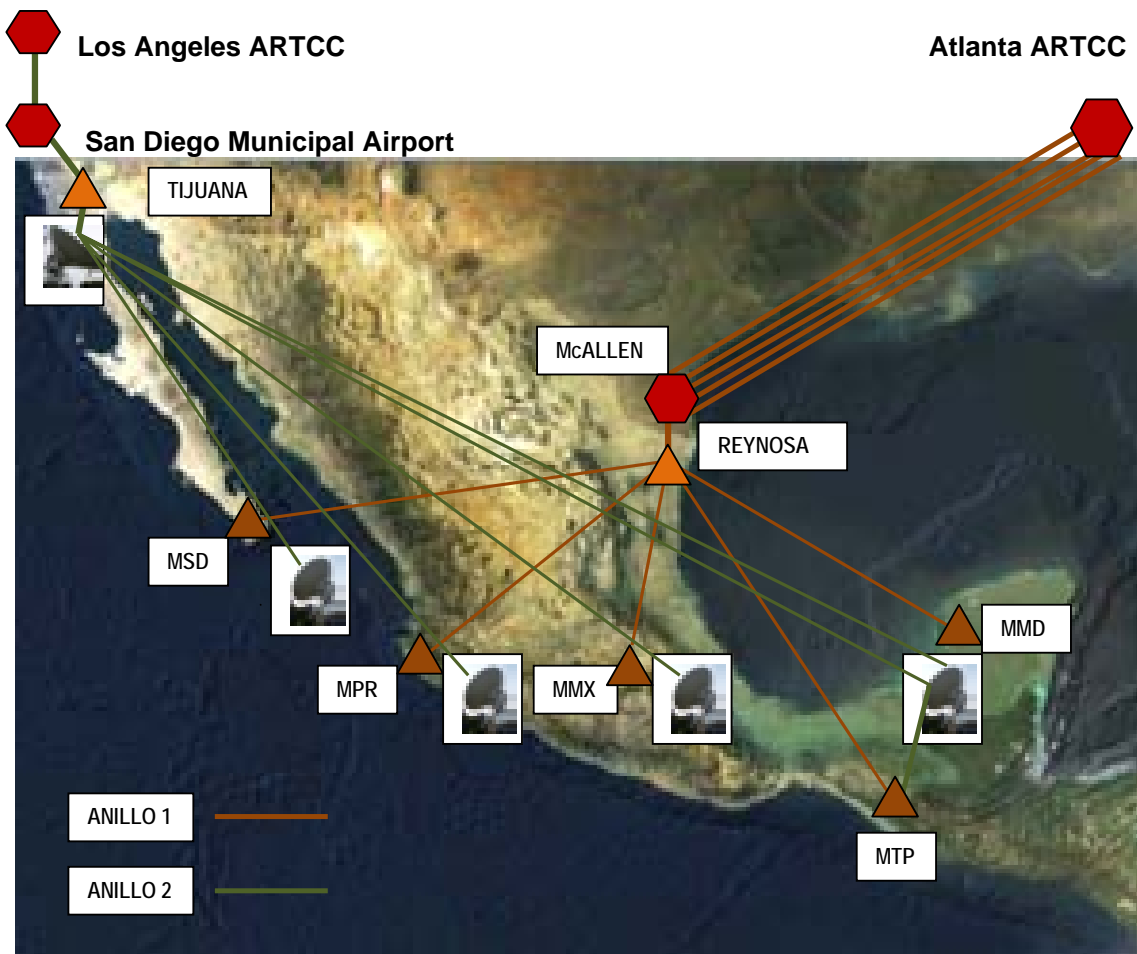 Los Angeles ARTCC
Atlanta ARTCC
San Diego Municipal Airport
TIJUANA
McALLEN
REYNOSA
MSD
MMD
MPR
MMX
ANILLO 1
MTP
ANILLO 2